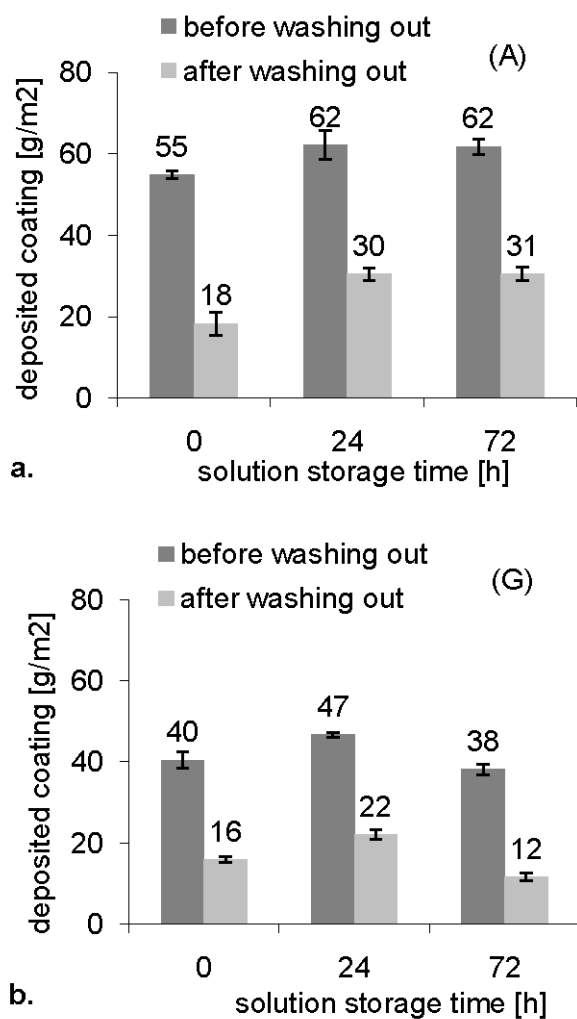 before washing out
after washing out
(A)
80
60
40
20
0
deposited coating [g/m2]
55
18
62
30
62
31
0 24 72
solution storage time [h]
a.
before washing out
after washing out
(G)
80
60
40
20
0
deposited coating [g/m2]
40
16
47
22
38
12
0 24 72
solution storage time [h]
b.